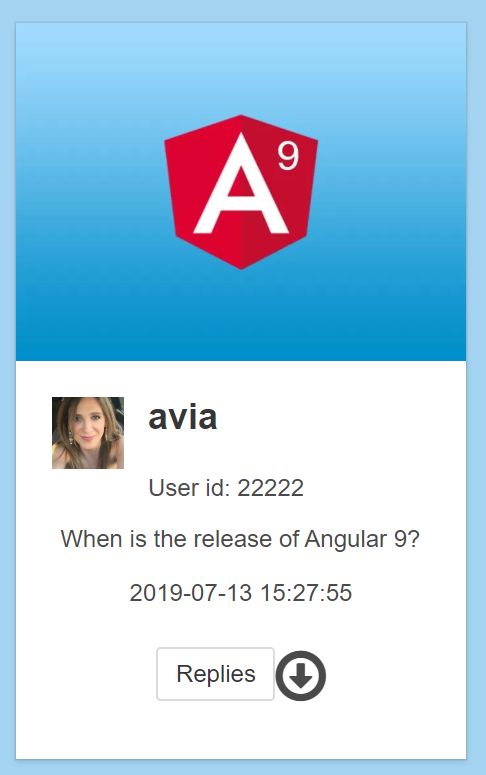 A 9
avia
User id: 22222
When is the release of Angular 9?
2019-07-13 15:27:55
Replies